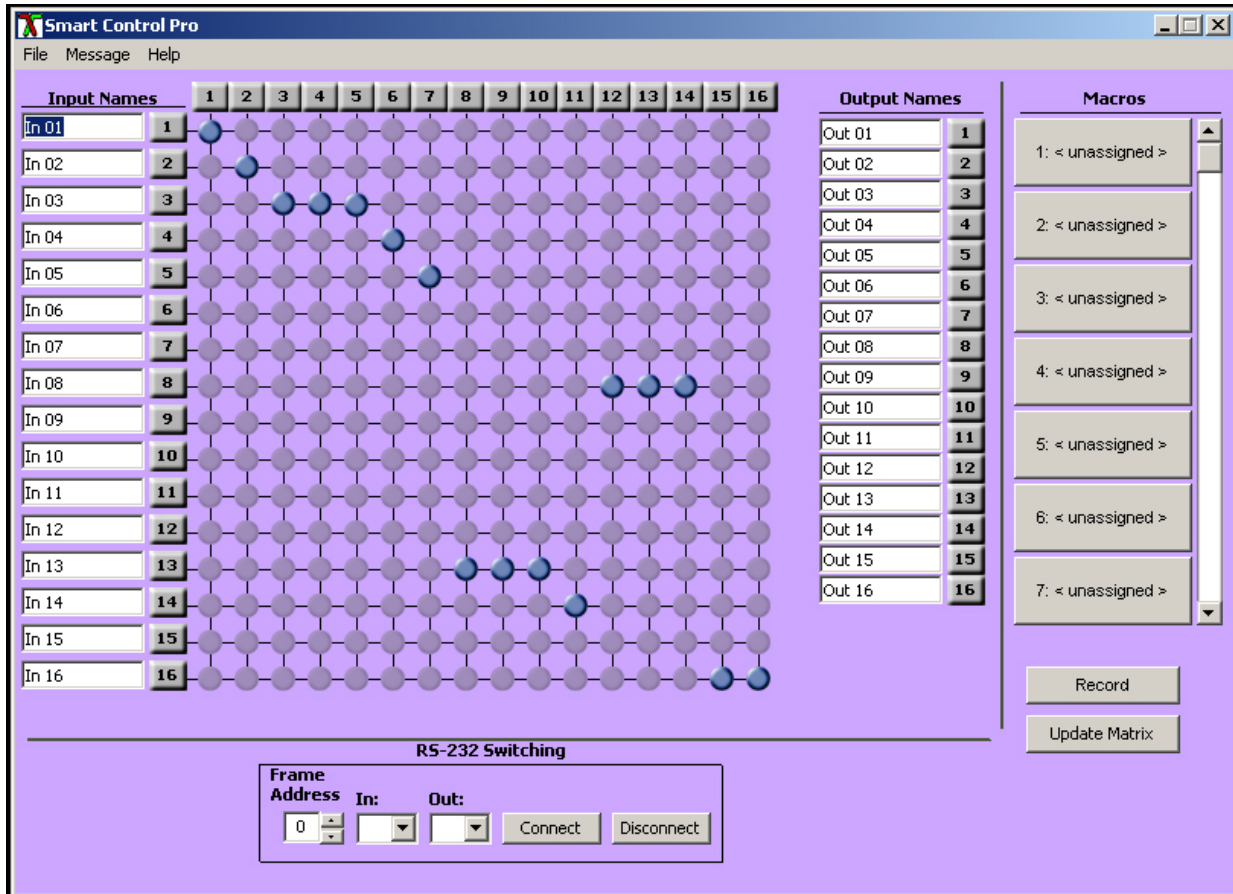 Smart Control Pro
File Message Help
Input Names
1 2 3 4 5 6 7 8 9 10 11 12 13 14 15 16
In 01 1
In 02 2
In 03 3
In 04 4
In 05 5
In 06 6
In 07 7
In 08 8
In 09 9
In 10 10
In 11 11
In 12 12
In 13 13
In 14 14
In 15 15
In 16 16
Output Names
Out 01 1
Out 02 2
Out 03 3
Out 04 4
Out 05 5
Out 06 6
Out 07 7
Out 08 8
Out 09 9
Out 10 10
Out 11 11
Out 12 12
Out 13 13
Out 14 14
Out 15 15
Out 16 16
Macros
1: < unassigned >
2: < unassigned >
3: < unassigned >
4: < unassigned >
5: < unassigned >
6: < unassigned >
7: < unassigned >
Record
Update Matrix
RS-232 Switching
Frame
Address In: Out:
0 Connect Disconnect